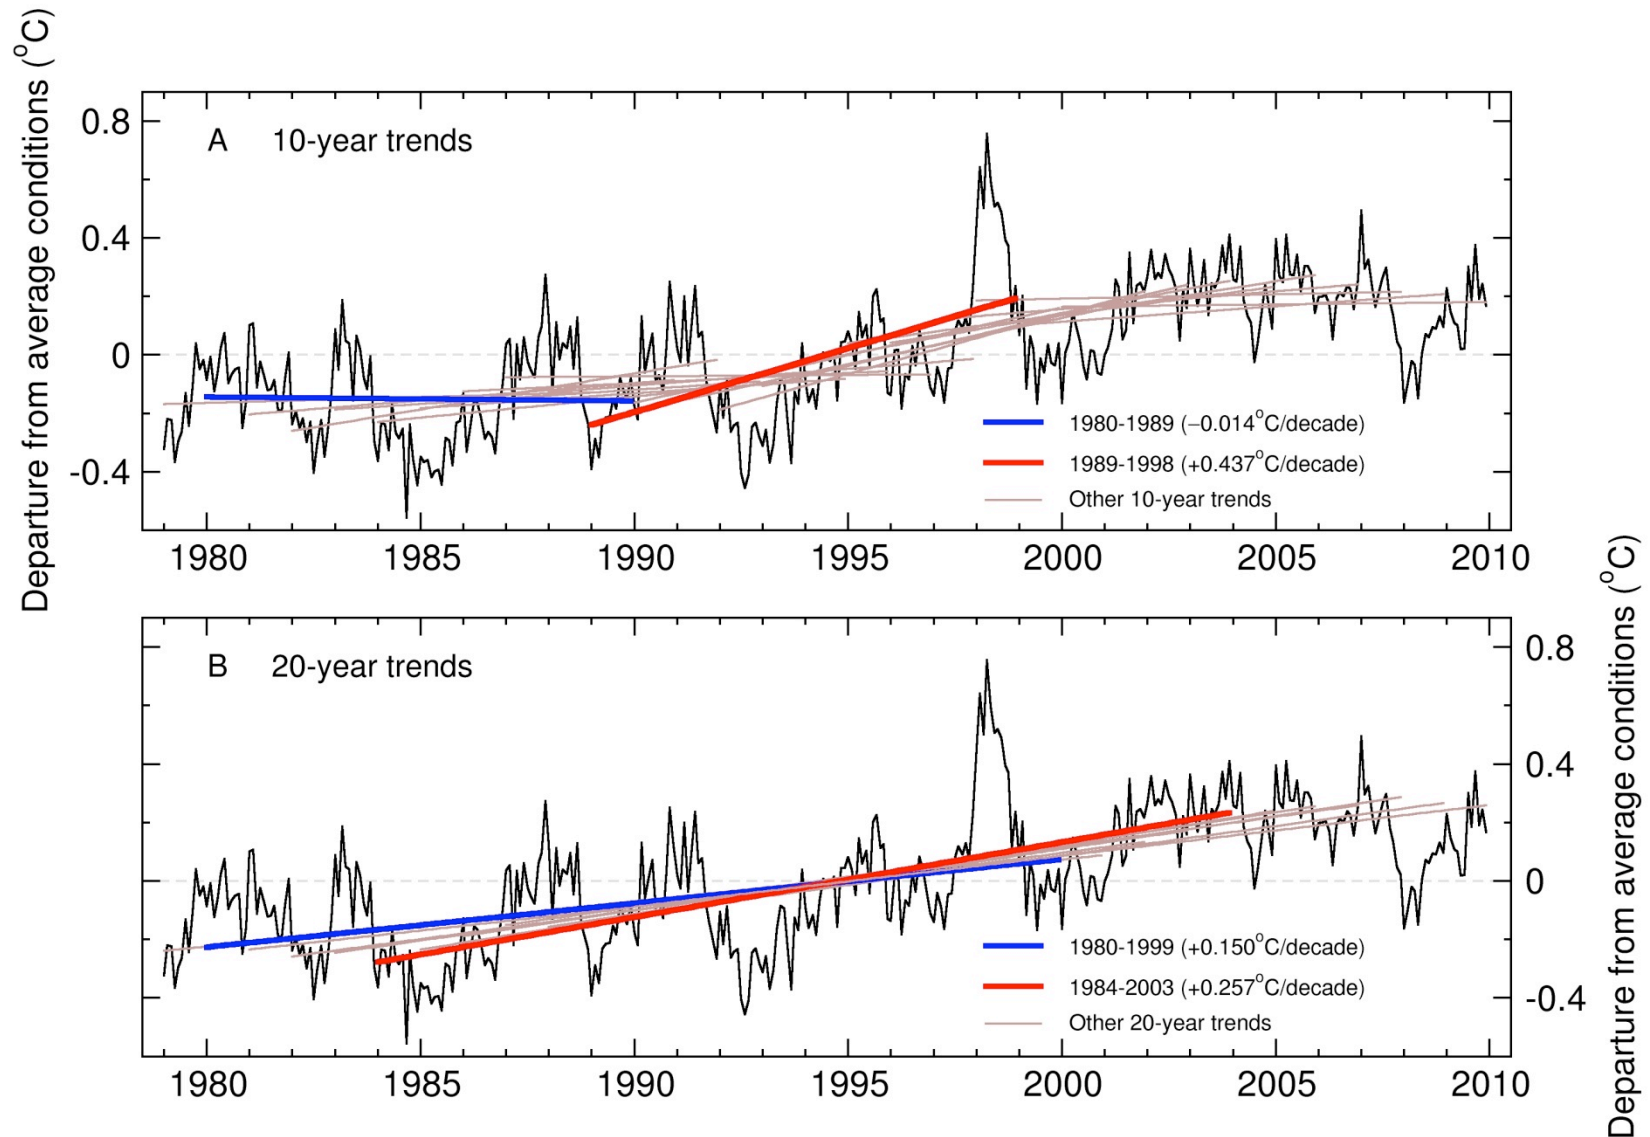 Departure from average conditions (°C)
A 10-year trends
0.8
0.4
0
-0.4
1980-1989 (−0.014°C/decade)
1989-1998 (+0.437°C/decade)
Other 10-year trends
1980 1985 1990 1995 2000 2005 2010
B 20-year trends
0.8
0.4
0
-0.4
Departure from average conditions (°C)
1980-1999 (+0.150°C/decade)
1984-2003 (+0.257°C/decade)
Other 20-year trends
1980 1985 1990 1995 2000 2005 2010